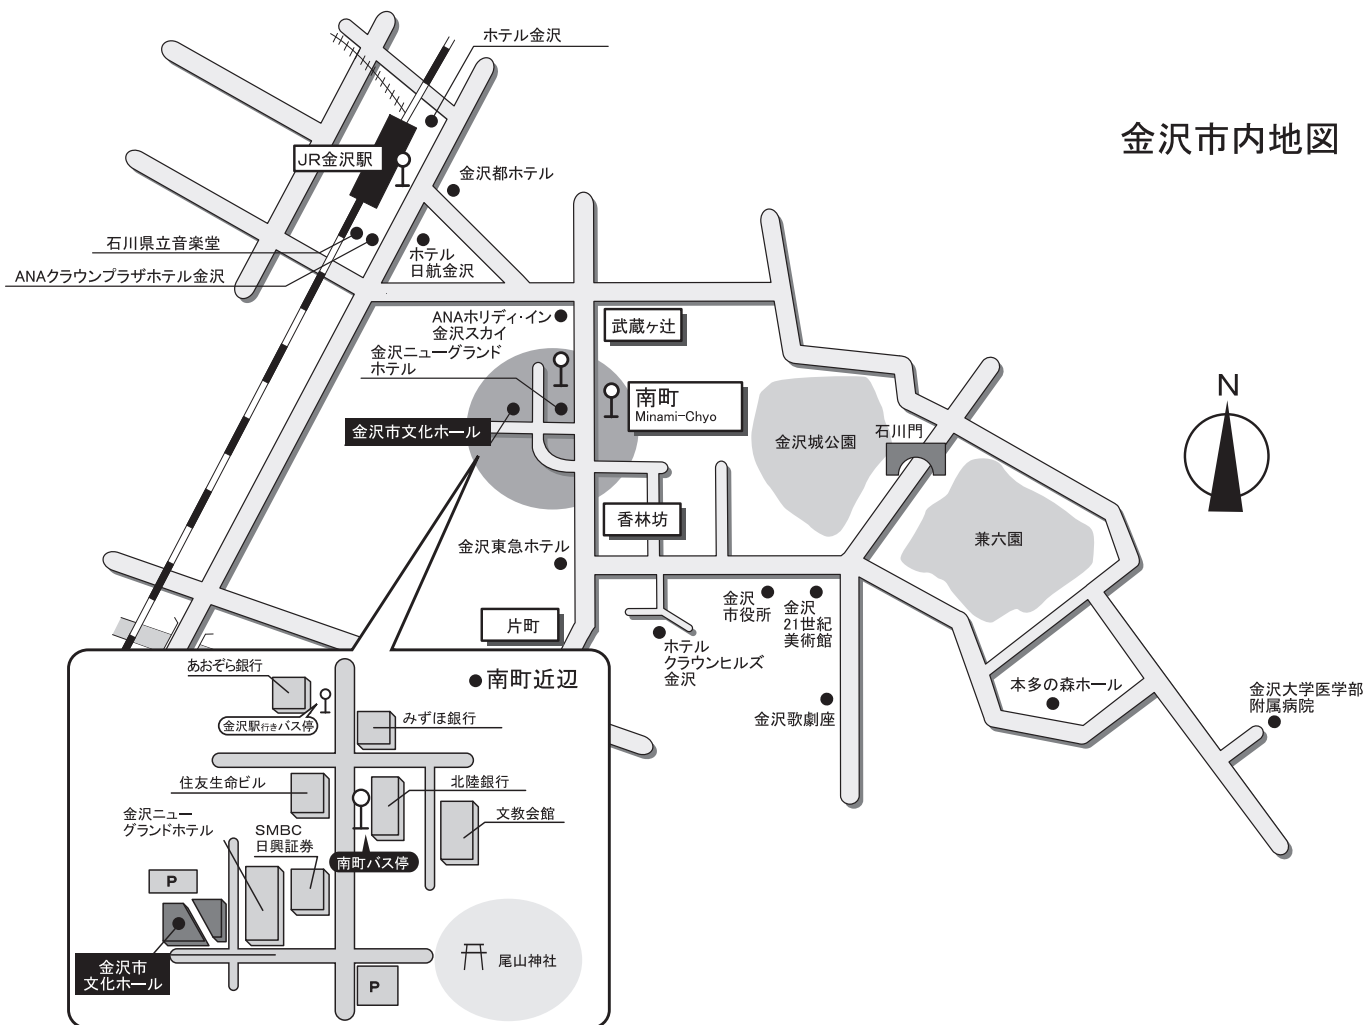 ホテル金沢
金沢市内地図
JR金沢駅
金沢都ホテル
石川県立音楽堂
ANAクラウンプラザホテル金沢
ホテル
日航金沢
ANAホリディ・イン
金沢スカイ
武蔵ヶ辻
金沢ニューグランド
ホテル
南町
Minami-Chyo
金沢市文化ホール
金沢城公園
石川門
N
香林坊
兼六園
金沢東急ホテル
片町
金沢
市役所
金沢
21世紀
美術館
ホテル
クラウンヒルズ
金沢
本多の森ホール
金沢大学医学部
附属病院
金沢歌劇座
あおぞら銀行
南町近辺
金沢駅行きバス停
みずほ銀行
住友生命ビル
北陸銀行
金沢ニュー
グランドホテル
SMBC
日興証券
文教会館
南町バス停
P
金沢市
文化ホール
尾山神社
P